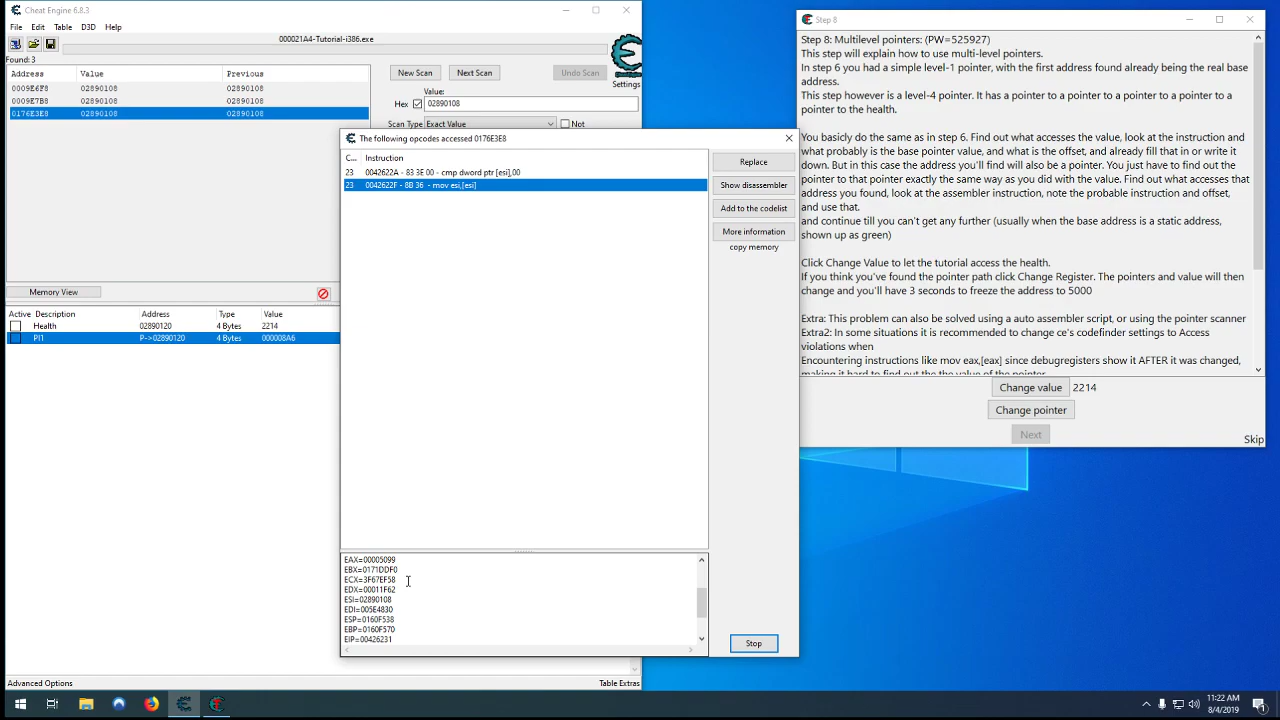 Cheat Engine 6.8.3
File Edit Table D3D Help
000021A4-Tutorial-i386.exe
Found: 3
Address Value Previous
0009E6F8 02890108 02890108
0009E7B8 02890108 02890108
0176E3E8 02890108 02890108
New Scan Next Scan Undo Scan
Settings
Value:
Hex 02890108
Scan Type Exact Value Not
Memory View
Active Description Address Type Value
Health 02890120 4 Bytes 2214
Pl1 P->02890120 4 Bytes 000008A6
Advanced Options
Table Extras
The following opcodes accessed 0176E3E8
C... Instruction
23 0042622A - 83 3E 00 - cmp dword ptr [esi],00
23 0042622F - 8B 36 - mov esi,[esi]
Replace
Show disassembler
Add to the codelist
More information
copy memory
EAX=00005099
EBX=0171DDF0
ECX=3F67EF58
EDX=00011F62
ESI=02890108
EDI=005E4830
ESP=0160F538
EBP=0160F570
EIP=00426231
Stop
Step 8
Step 8: Multilevel pointers: (PW=525927)
This step will explain how to use multi-level pointers.
In step 6 you had a simple level-1 pointer, with the first address found already being the real base
address.
This step however is a level-4 pointer. It has a pointer to a pointer to a pointer to a pointer to a
pointer to the health.
You basicly do the same as in step 6. Find out what accesses the value, look at the instruction and
what probably is the base pointer value, and what is the offset, and already fill that in or write it
down. But in this case the address you'll find will also be a pointer. You just have to find out the
pointer to that pointer exactly the same way as you did with the value. Find out what accesses that
address you found, look at the assembler instruction, note the probable instruction and offset,
and use that.
and continue till you can't get any further (usually when the base address is a static address,
shown up as green)
Click Change Value to let the tutorial access the health.
If you think you've found the pointer path click Change Register. The pointers and value will then
change and you'll have 3 seconds to freeze the address to 5000
Extra: This problem can also be solved using a auto assembler script, or using the pointer scanner
Extra2: In some situations it is recommended to change ce's codefinder settings to Access
violations when
Encountering instructions like mov eax,[eax] since debugregisters show it AFTER it was changed,
making it hard to find out the the value of the pointer
Change value 2214
Change pointer
Next
Skip
11:22 AM
8/4/2019